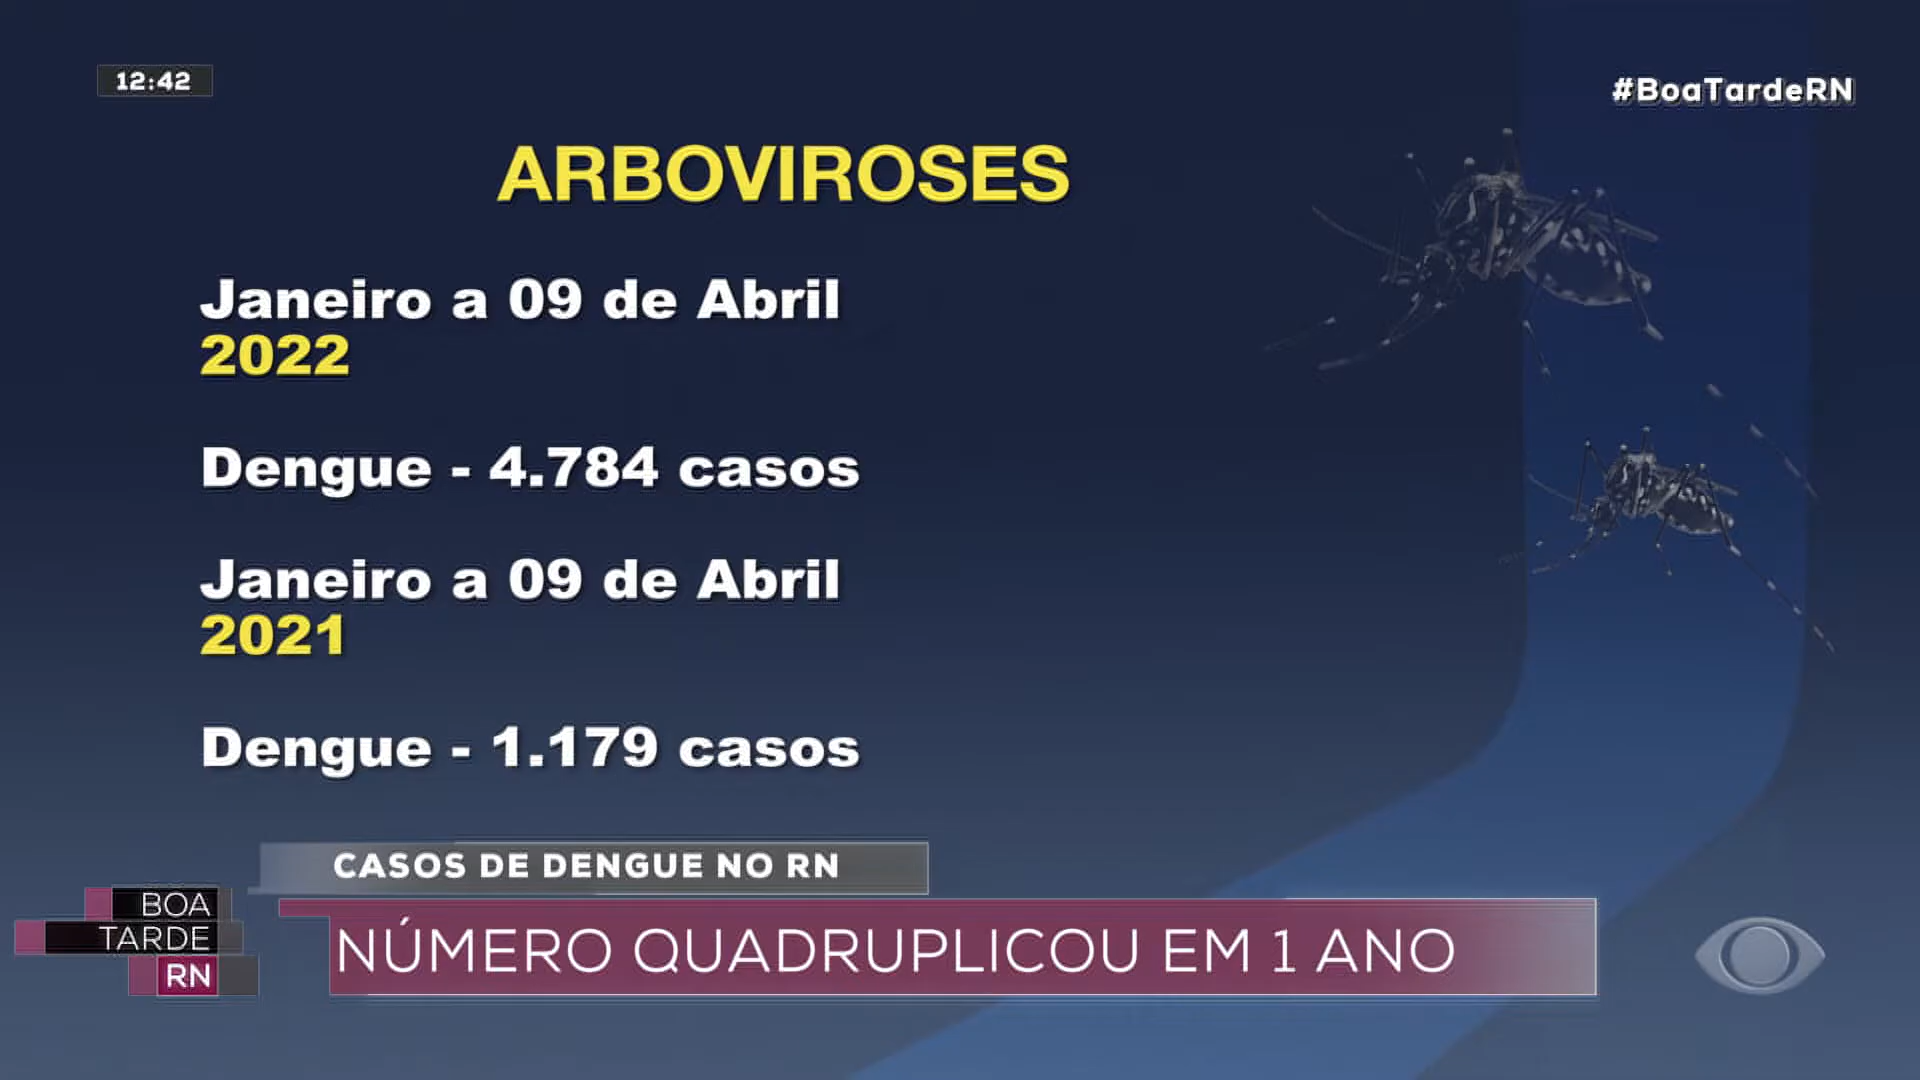 12:42
#BoaTardeRN
ARBOVIROSES
Janeiro a 09 de Abril
2022
Dengue - 4.784 casos
Janeiro a 09 de Abril
2021
Dengue - 1.179 casos
CASOS DE DENGUE NO RN
NÚMERO QUADRUPLICOU EM 1 ANO
BOA
TARDE
RN